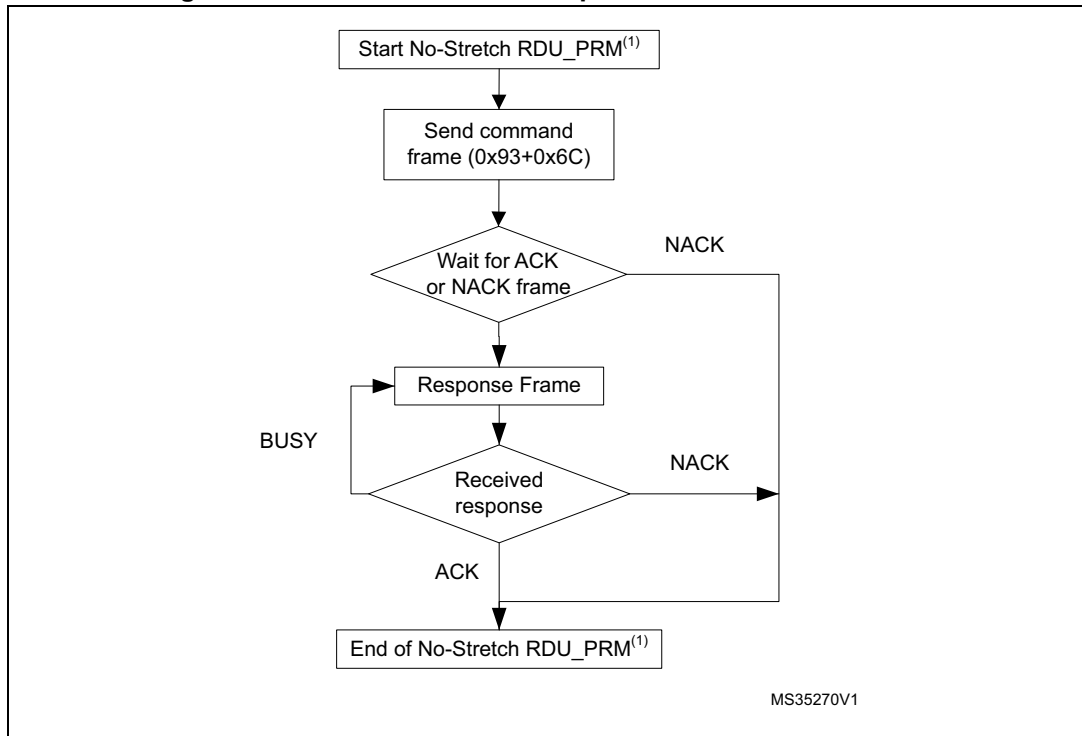 Start No-Stretch RDU_PRM(1)
Send command
frame (0x93+0x6C)
NACK
Wait for ACK
or NACK frame
Response Frame
BUSY
NACK
Received
response
ACK
End of No-Stretch RDU_PRM(1)
MS35270V1